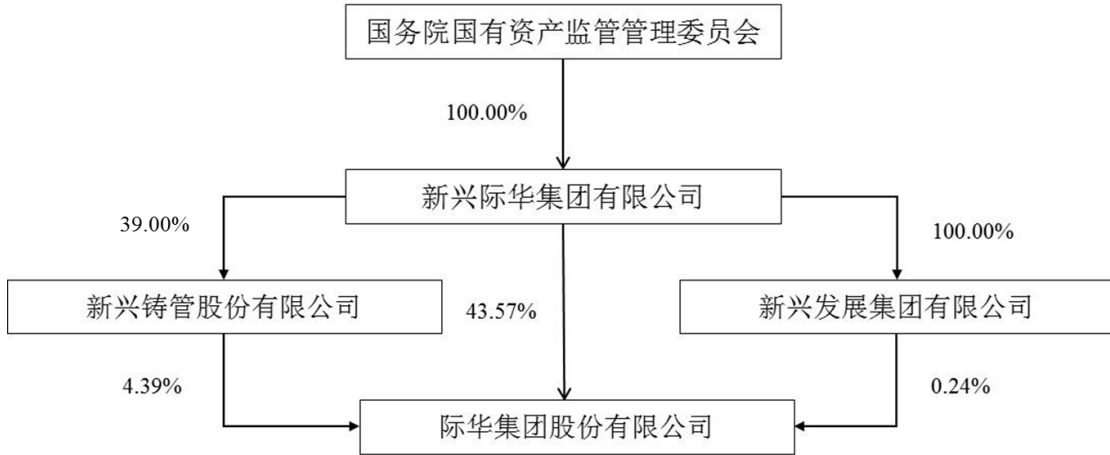 国务院国有资产监管管理委员会
100.00%
新兴际华集团有限公司
39.00%
100.00%
新兴铸管股份有限公司
43.57%
新兴发展集团有限公司
4.39%
0.24%
际华集团股份有限公司